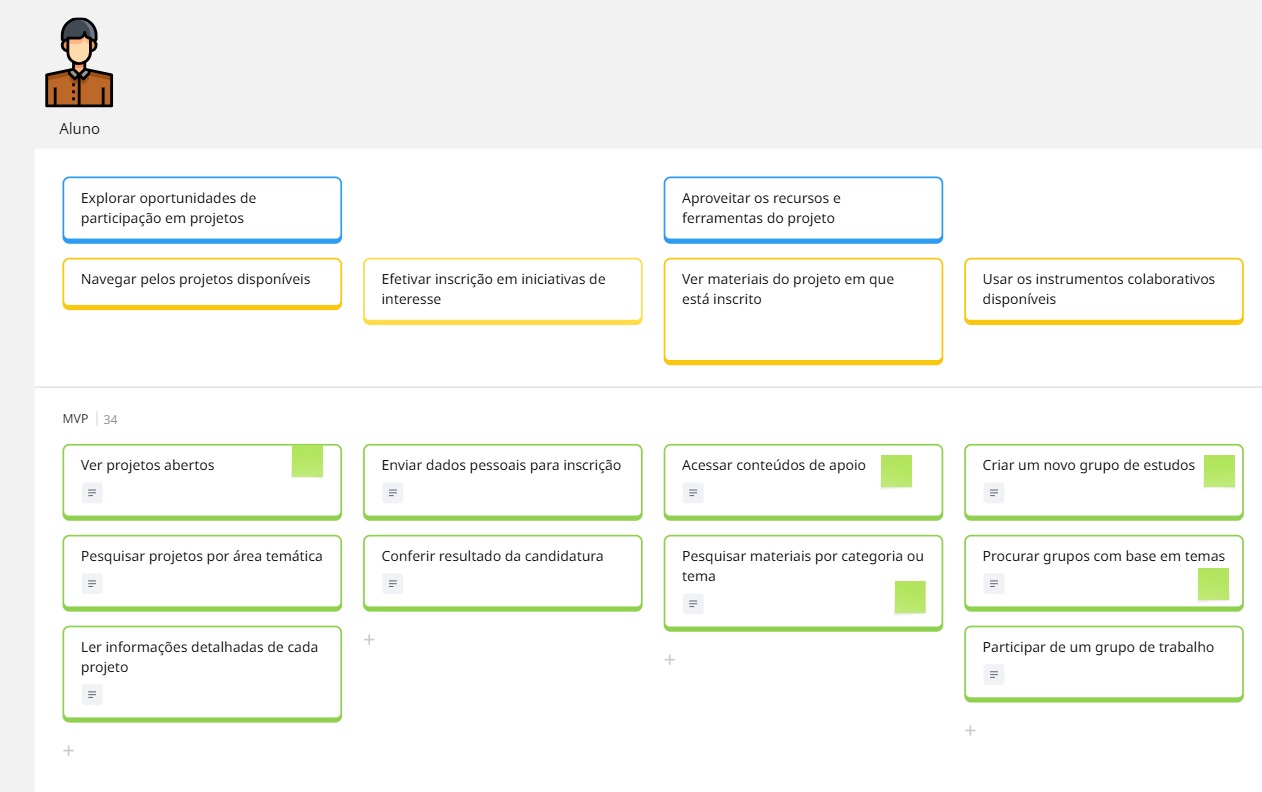 Aluno
Explorar oportunidades de
participação em projetos
Aproveitar os recursos e
ferramentas do projeto
Navegar pelos projetos disponíveis
Efetivar inscrição em iniciativas de
interesse
Ver materiais do projeto em que
está inscrito
Usar os instrumentos colaborativos
disponíveis
MVP 34
Ver projetos abertos
Enviar dados pessoais para inscrição
Acessar conteúdos de apoio
Criar um novo grupo de estudos
Pesquisar projetos por área temática
Conferir resultado da candidatura
Pesquisar materiais por categoria ou
tema
Procurar grupos com base em temas
Ler informações detalhadas de cada
projeto
Participar de um grupo de trabalho